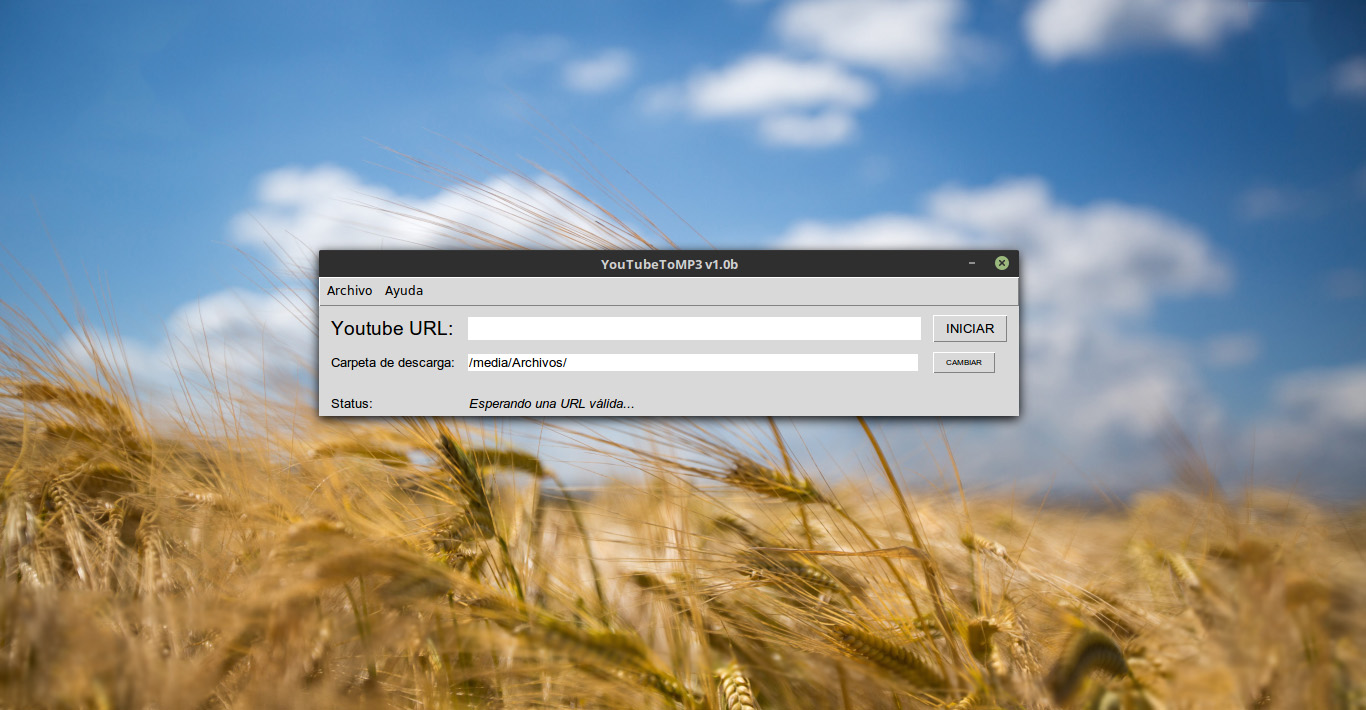 YouTubeToMP3 v1.0b
Archivo Ayuda
Youtube URL: INICIAR
Carpeta de descarga: /media/Archivos/ CAMBIAR
Status: Esperando una URL válida...